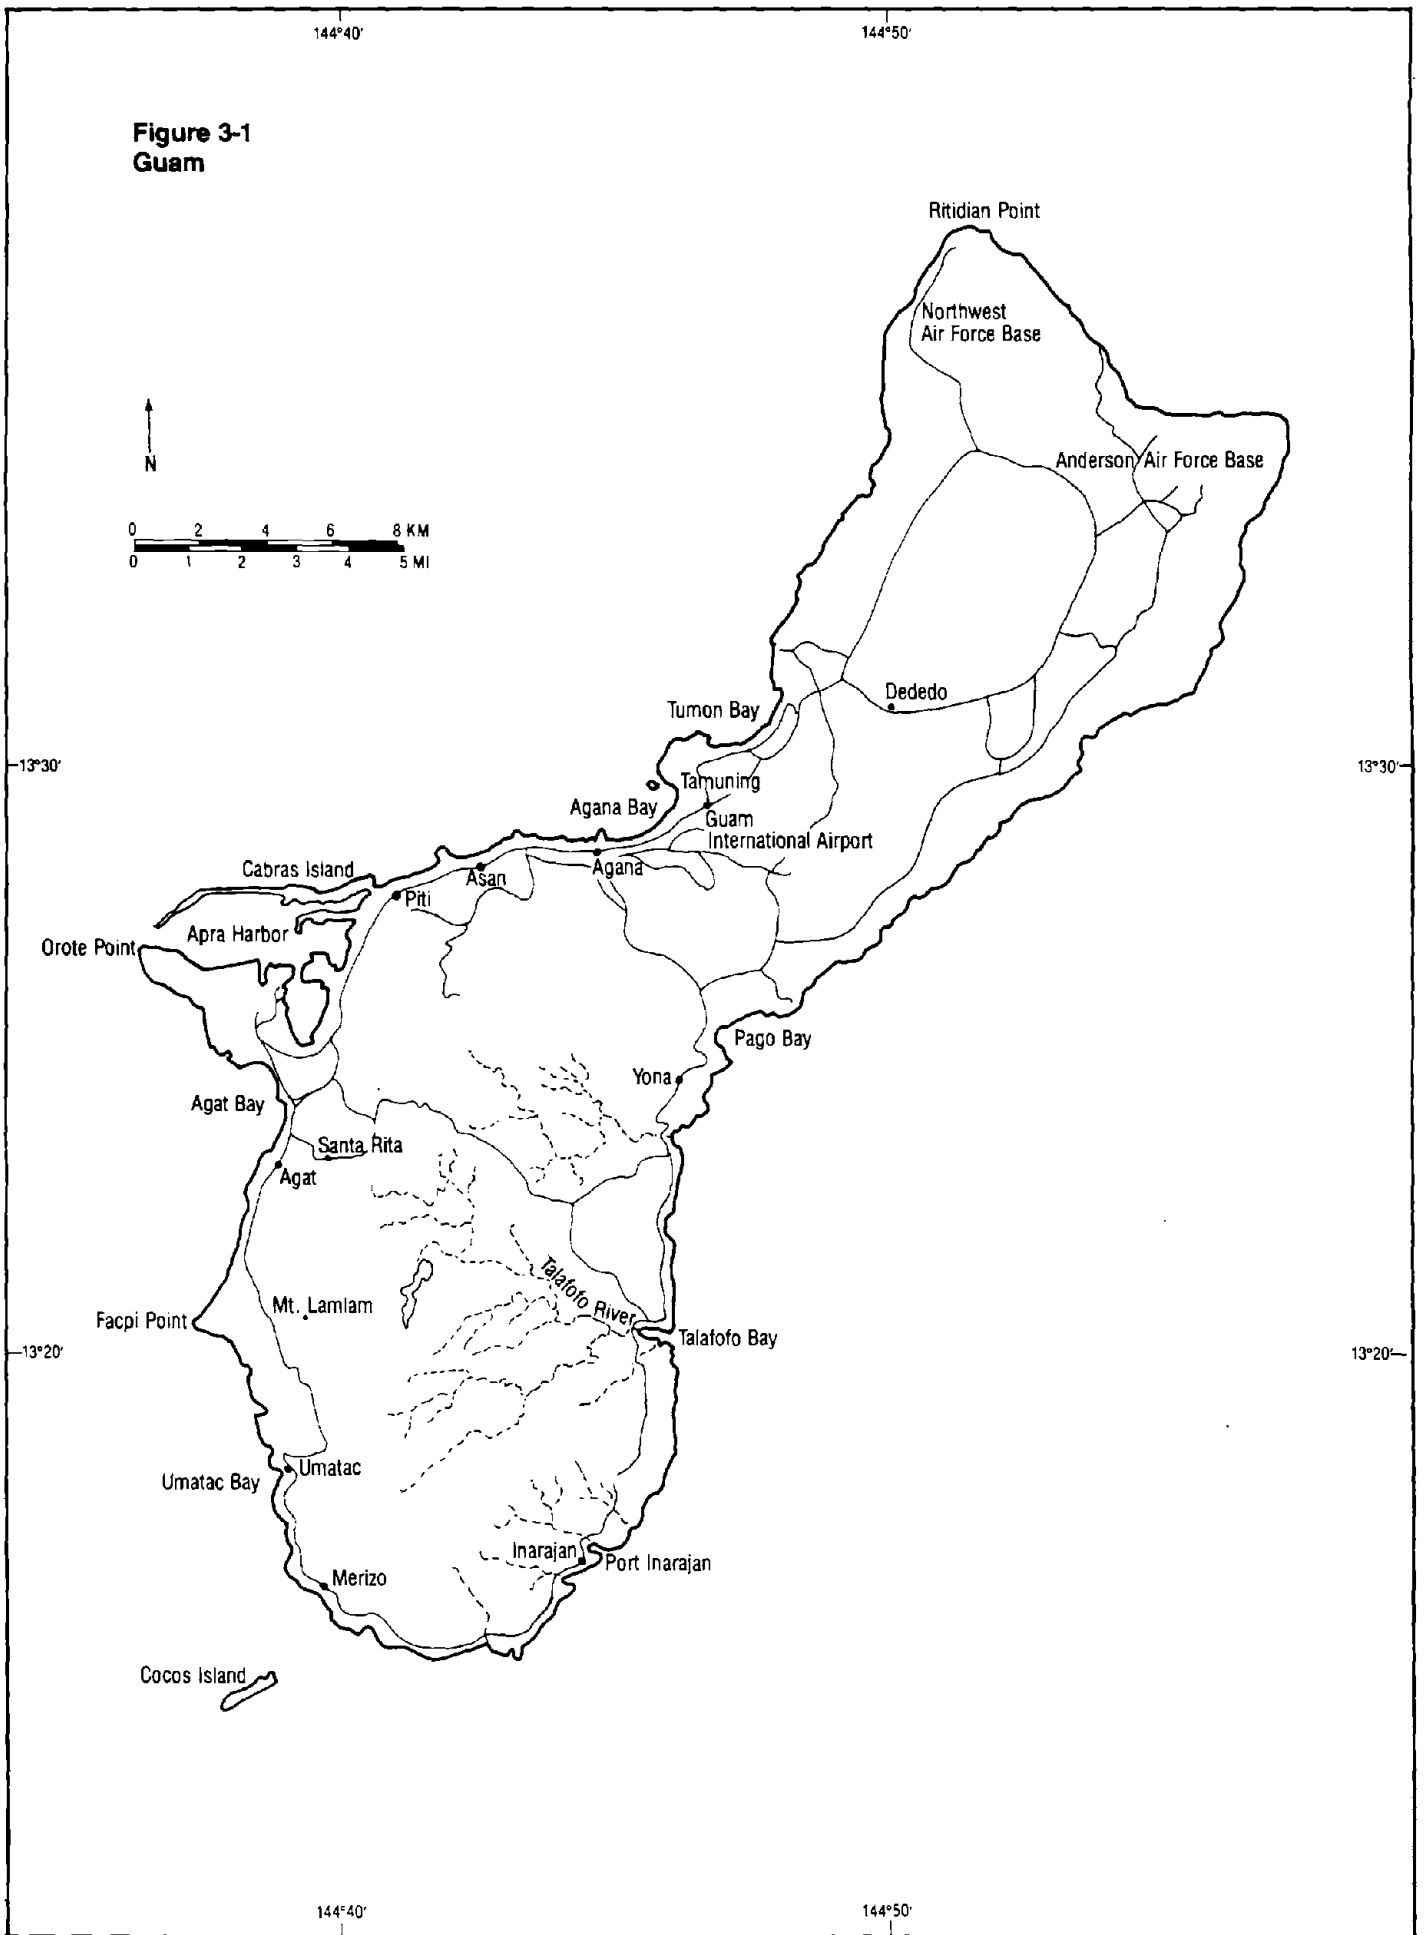 144°40'
144°50'
Figure 3-1
Guam
Ritidian Point
Northwest
Air Force Base
N
Anderson Air Force Base
0 2 4 6 8 KM
0 1 2 3 4 5 MI
Dededo
Tumon Bay
13°30'
13°30'
Tamuning
Agana Bay
Guam
International Airport
Cabras Island
Agana
Asan
Piti
Apra Harbor
Orote Point
Pago Bay
Yona
Agat Bay
Santa Rita
Agat
Talafofo River
Mt. Lamlam
Facpi Point
Talafofo Bay
13°20'
13°20'
Umatac
Umatac Bay
Inarajan
Port Inarajan
Merizo
Cocos Island
144°40'
144°50'